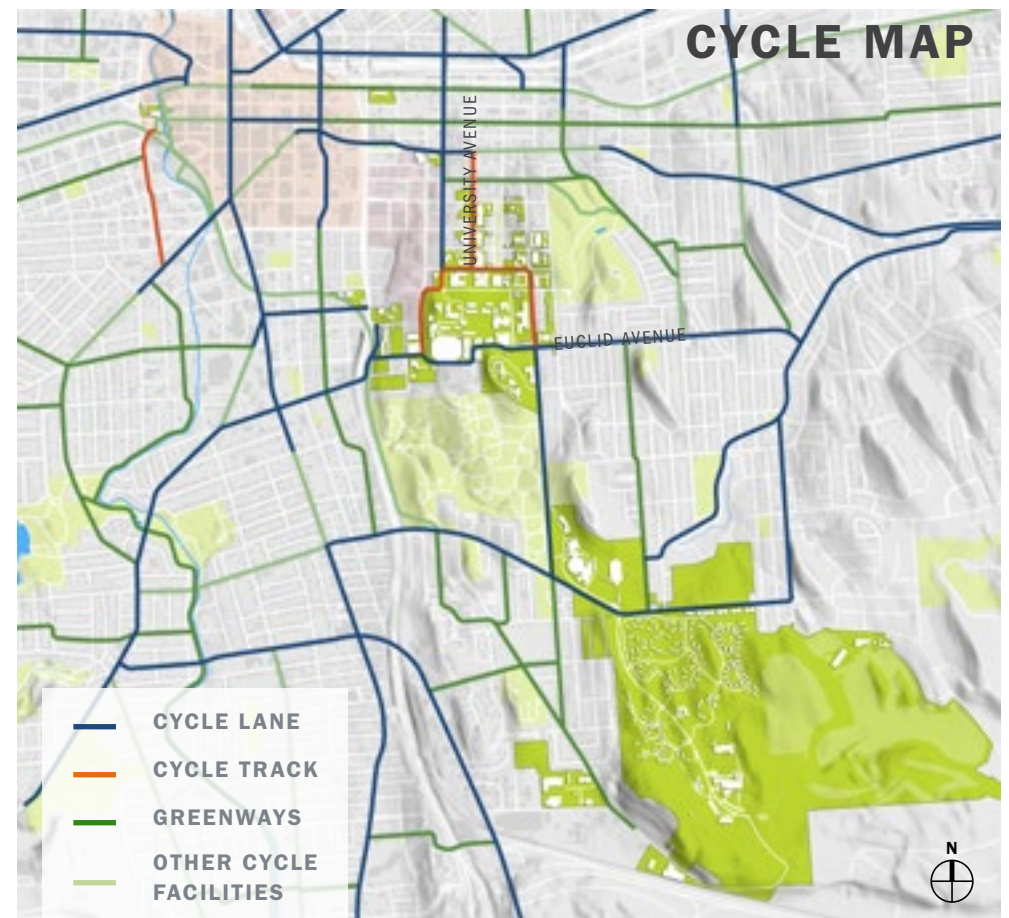 CYCLE MAP
UNIVERSITY AVENUE
EUCLID AVENUE
CYCLE LANE
CYCLE TRACK
GREENWAYS
OTHER CYCLE
FACILITIES
N